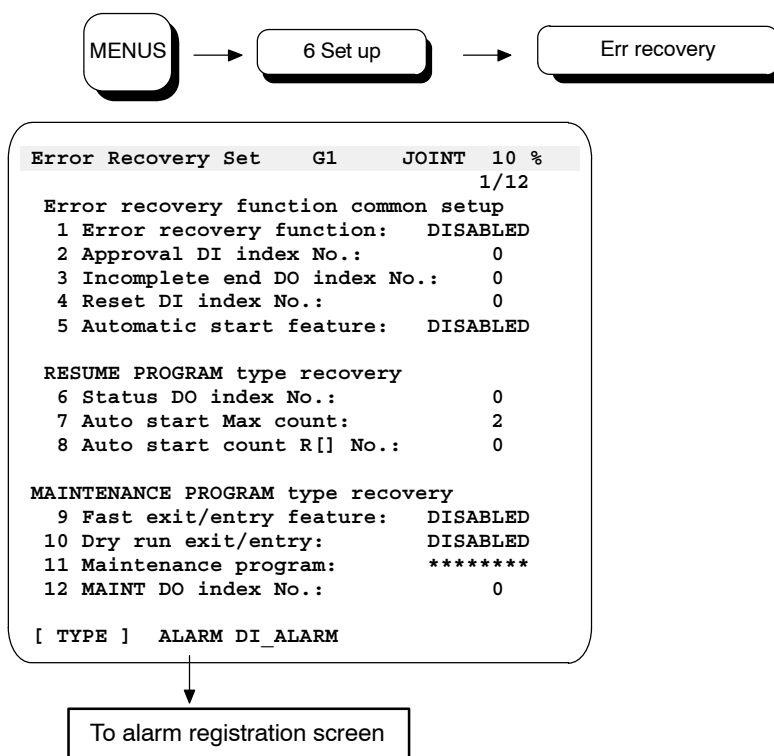 MENUS 6 Set up Err recovery
Error Recovery Set G1 JOINT 10 %
1/12
Error recovery function common setup
1 Error recovery function: DISABLED
2 Approval DI index No.: 0
3 Incomplete end DO index No.: 0
4 Reset DI index No.: 0
5 Automatic start feature: DISABLED
RESUME PROGRAM type recovery
6 Status DO index No.: 0
7 Auto start Max count: 2
8 Auto start count R[] No.: 0
MAINTENANCE PROGRAM type recovery
9 Fast exit/entry feature: DISABLED
10 Dry run exit/entry: DISABLED
11 Maintenance program: ********
12 MAINT DO index No.: 0
[ TYPE ] ALARM DI_ALARM
To alarm registration screen